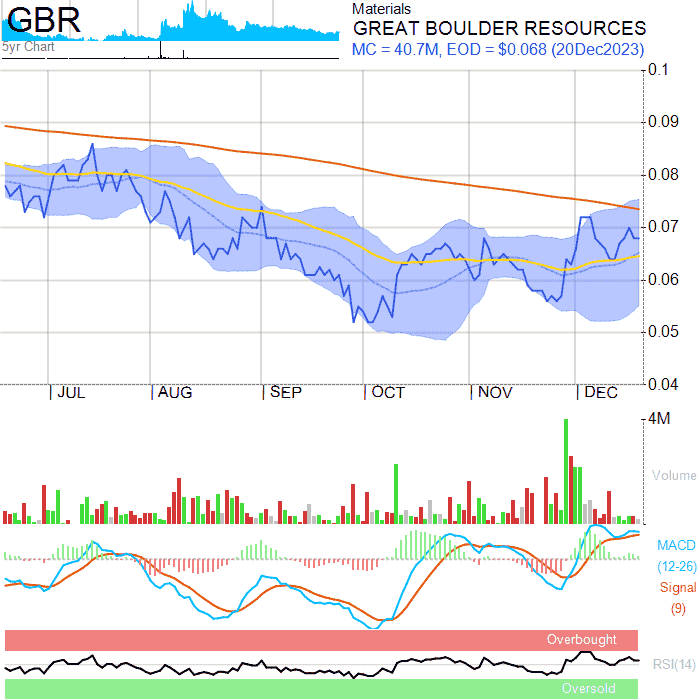 GBR
5yr Chart
Materials
GREAT BOULDER RESOURCES
MC = 40.7M, EOD = $0.068 (20Dec2023)
0.1
0.09
0.08
0.07
0.06
0.05
0.04
JUL AUG SEP OCT NOV DEC
4M
Volume
MACD
(12-26)
Signal
(9)
Overbought
RSI(14)
Oversold